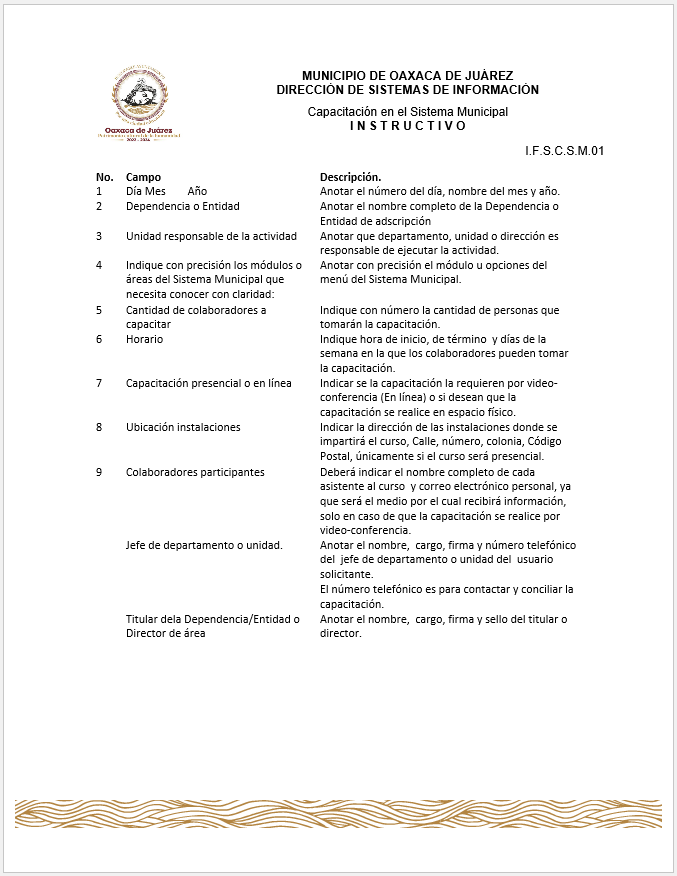 MUNICIPIO DE OAXACA DE JUÁREZ
DIRECCIÓN DE SISTEMAS DE INFORMACIÓN
Capacitación en el Sistema Municipal
I N S T R U C T I V O
Oaxaca de Juárez
Patrimonio Cultural de la Humanidad
2022 - 2024
I.F.S.C.S.M.01
No. Campo Descripción.
1 Día Mes Año Anotar el número del día, nombre del mes y año.
2 Dependencia o Entidad Anotar el nombre completo de la Dependencia o
Entidad de adscripción
3 Unidad responsable de la actividad Anotar que departamento, unidad o dirección es
responsable de ejecutar la actividad.
4 Indique con precisión los módulos o Anotar con precisión el módulo u opciones del
áreas del Sistema Municipal que menú del Sistema Municipal.
necesita conocer con claridad:
5 Cantidad de colaboradores a Indique con número la cantidad de personas que
capacitar tomarán la capacitación.
6 Horario Indique hora de inicio, de término y días de la
semana en la que los colaboradores pueden tomar
la capacitación.
7 Capacitación presencial o en línea Indicar se la capacitación la requieren por video-
conferencia (En línea) o si desean que la
capacitación se realice en espacio físico.
8 Ubicación instalaciones Indicar la dirección de las instalaciones donde se
impartirá el curso, Calle, número, colonia, Código
Postal, únicamente si el curso será presencial.
9 Colaboradores participantes Deberá indicar el nombre completo de cada
asistente al curso y correo electrónico personal, ya
que será el medio por el cual recibirá información,
solo en caso de que la capacitación se realice por
video-conferencia.
Jefe de departamento o unidad. Anotar el nombre, cargo, firma y número telefónico
del jefe de departamento o unidad del usuario
solicitante.
El número telefónico es para contactar y conciliar la
capacitación.
Titular dela Dependencia/Entidad o Anotar el nombre, cargo, firma y sello del titular o
Director de área director.